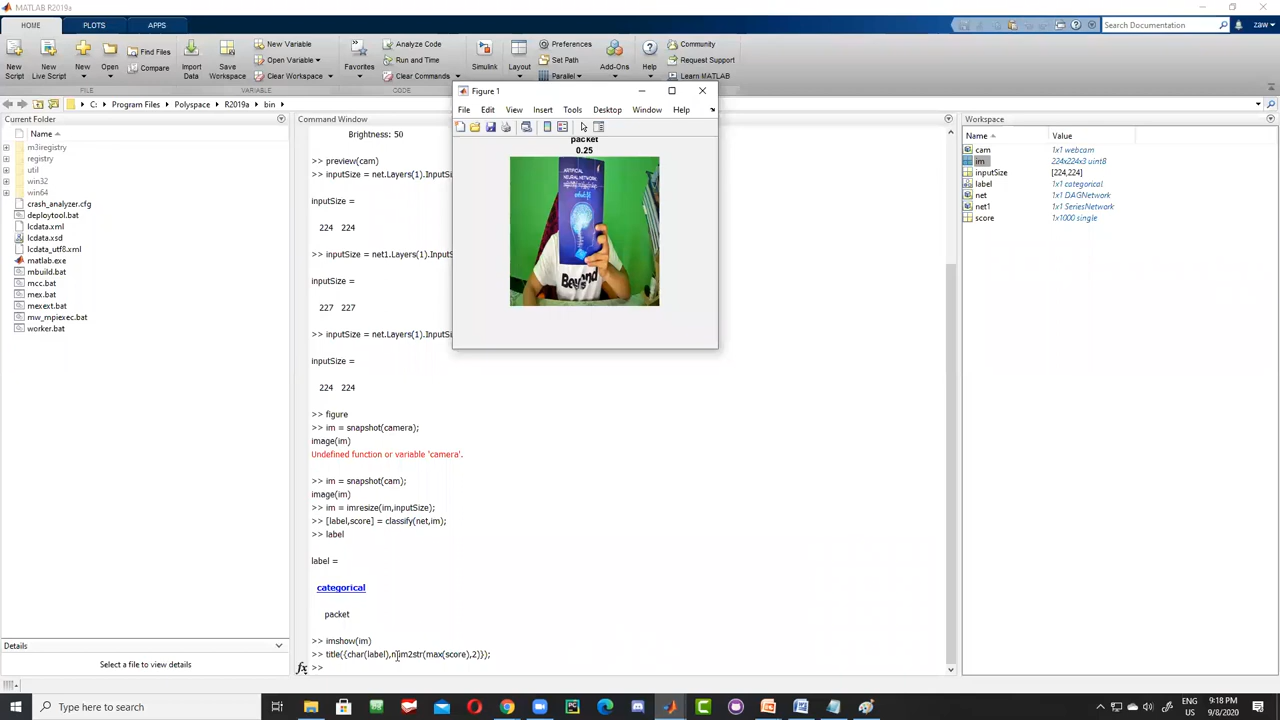 MATLAB R2019a
HOME
PLOTS
APPS
Search Documentation
zaw
New Script
New Live Script
New
Open
Find Files
Compare
Import Data
Save Workspace
New Variable
Open Variable
Clear Workspace
Favorites
Analyze Code
Run and Time
Clear Commands
Simulink
Layout
Preferences
Set Path
Parallel
Add-Ons
Help
Community
Request Support
Learn MATLAB
FILE
VARIABLE
CODE
C: Program Files Polyspace R2019a bin
Current Folder
Name
m3iregistry
registry
util
win32
win64
crash_analyzer.cfg
deploytool.bat
lcdata.xml
lcdata.xsd
lcdata_utf8.xml
matlab.exe
mbuild.bat
mcc.bat
mex.bat
mexext.bat
mw_mpiexec.bat
worker.bat
Details
Select a file to view details
Command Window
Brightness: 50
>> preview(cam)
>> inputSize = net.Layers(1).InputS
inputSize =
224 224
>> inputSize = net1.Layers(1).InputS
inputSize =
227 227
>> inputSize = net.Layers(1).InputS
inputSize =
224 224
>> figure
>> im = snapshot(camera);
image(im)
Undefined function or variable 'camera'.
>> im = snapshot(cam);
image(im)
>> im = imresize(im,inputSize);
>> [label,score] = classify(net,im);
>> label
label =
categorical
packet
>> imshow(im)
>> title({char(label),num2str(max(score),2)});
fx >>
Figure 1
File Edit View Insert Tools Desktop Window Help
packet
0.25
ARTIFICAL
NEURAL NETWORK
Beyond
Workspace
Name Value
cam 1x1 webcam
im 224x224x3 uint8
inputSize [224,224]
label 1x1 categorical
net 1x1 DAGNetwork
net1 1x1 SeriesNetwork
score 1x1000 single
Type here to search
ENG
US
9:18 PM
9/8/2020